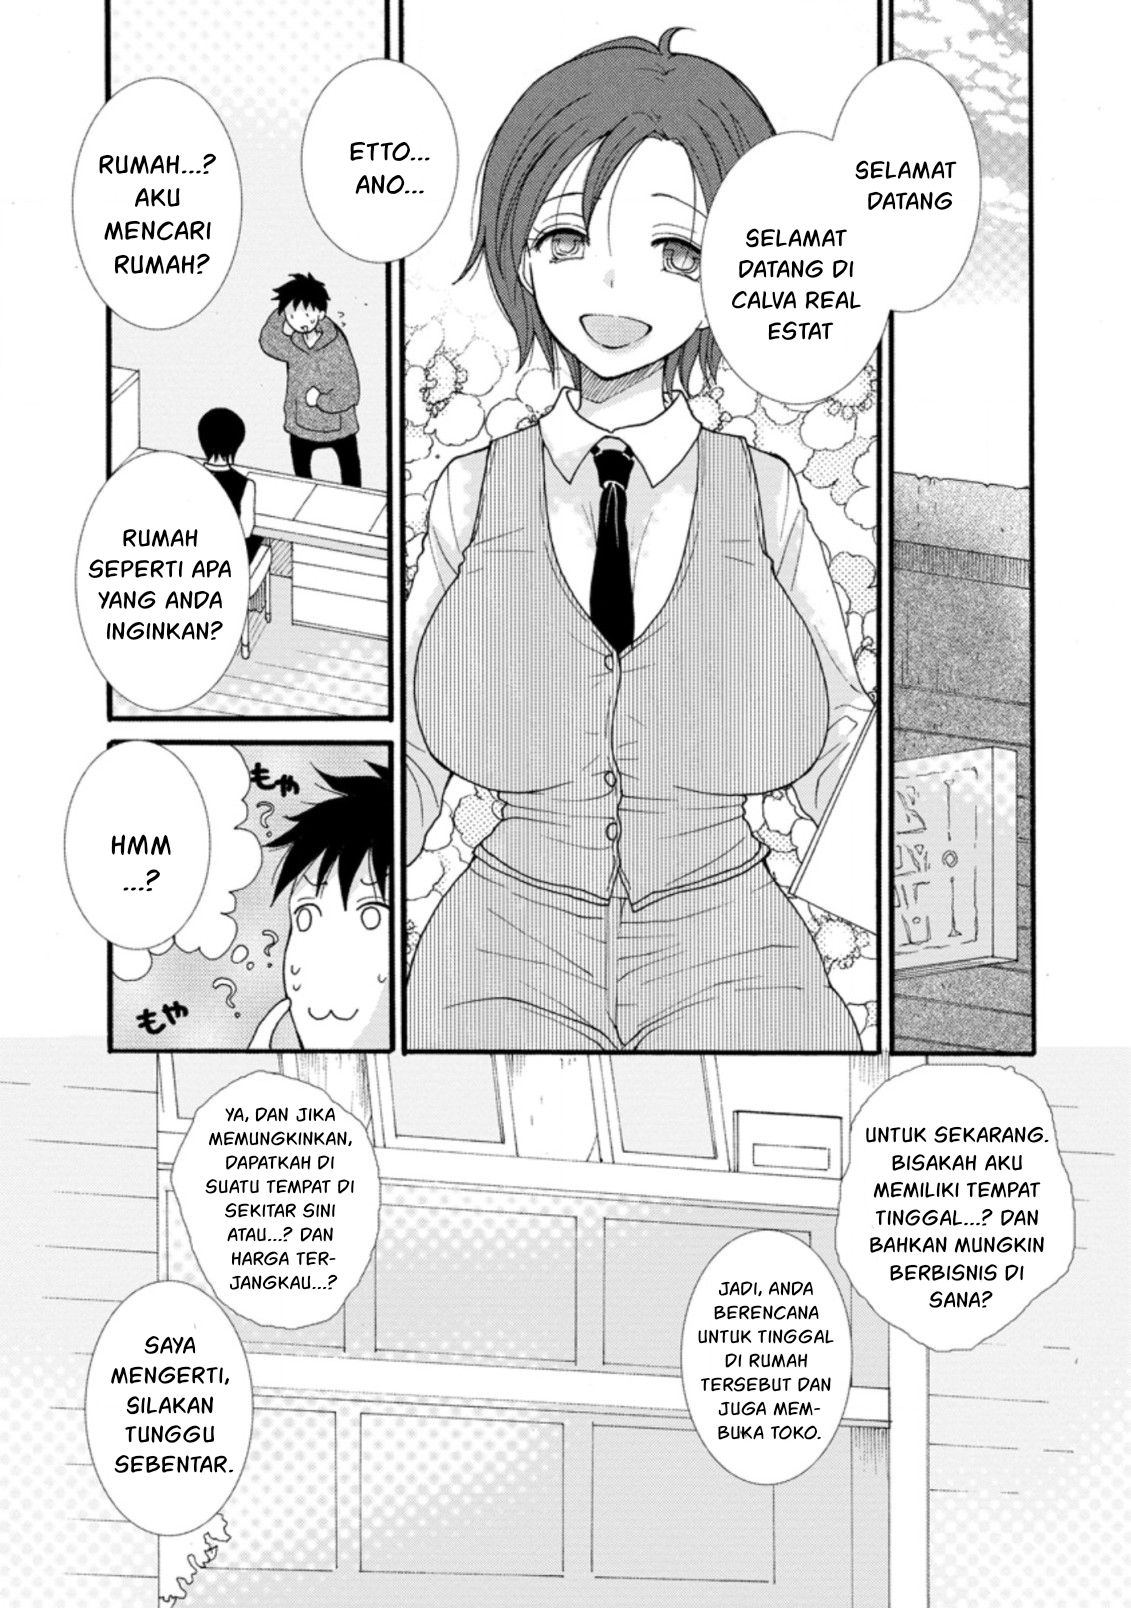 SELAMAT
DATANG
SELAMAT
DATANG DI
CALVA REAL
ESTAT
ETTO...
ANO...
RUMAH...?
AKU
MENCARI
RUMAH?
RUMAH
SEPERTI APA
YANG ANDA
INGINKAN?
HMM
...?
もや
?
?
?
もや
UNTUK SEKARANG.
BISAKAH AKU
MEMILIKI TEMPAT
TINGGAL...? DAN
BAHKAN MUNGKIN
BERBISNIS DI
SANA?
JADI, ANDA
BERENCANA
UNTUK TINGGAL
DI RUMAH
TERSEBUT DAN
JUGA MEM-
BUKA TOKO.
YA, DAN JIKA
MEMUNGKINKAN,
DAPATKAH DI
SUATU TEMPAT DI
SEKITAR SINI
ATAU...? DAN
HARGA TER-
JANGKAU...?
SAYA
MENGERTI,
SILAKAN
TUNGGU
SEBENTAR.